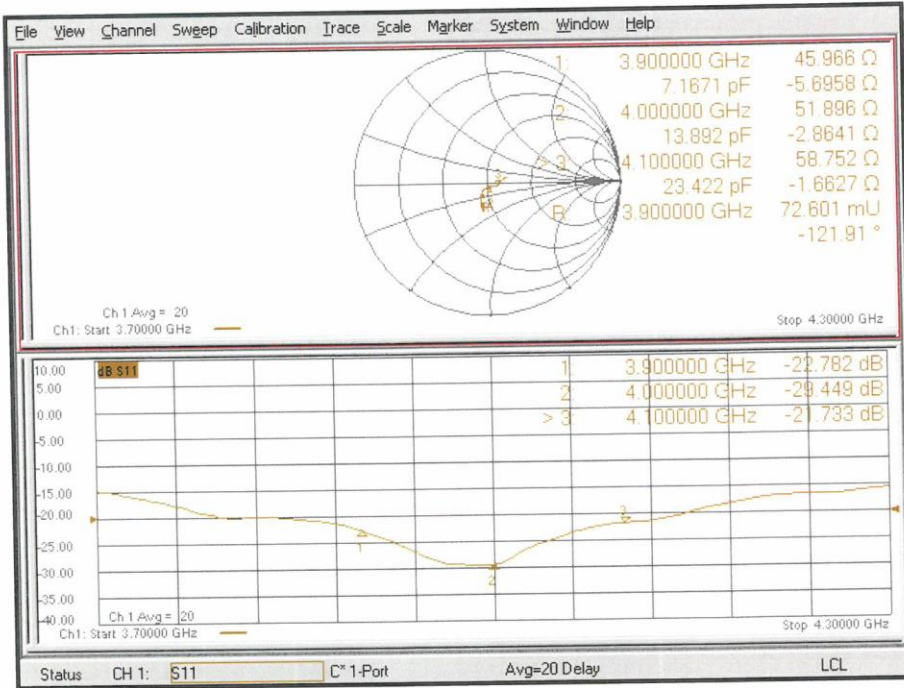 File View Channel Sweep Calibration Trace Scale Marker System Window Help
1: 3.900000 GHz 45.966 Ω
7.1671 pF -5.6958 Ω
2: 4.000000 GHz 51.896 Ω
13.892 pF -2.8641 Ω
> 3: 4.100000 GHz 58.752 Ω
23.422 pF -1.6627 Ω
R: 3.900000 GHz 72.601 mU
-121.91 °
Ch 1 Avg = 20
Ch1: Start 3.70000 GHz
Stop 4.30000 GHz
10.00 dB S11
5.00
0.00
-5.00
-10.00
-15.00
-20.00
-25.00
-30.00
-35.00
-40.00
1: 3.900000 GHz -22.782 dB
2: 4.000000 GHz -29.449 dB
> 3: 4.100000 GHz -21.733 dB
1
2
3
Ch 1 Avg = 20
Ch1: Start 3.70000 GHz
Stop 4.30000 GHz
Status CH 1: S11 C* 1-Port Avg=20 Delay LCL